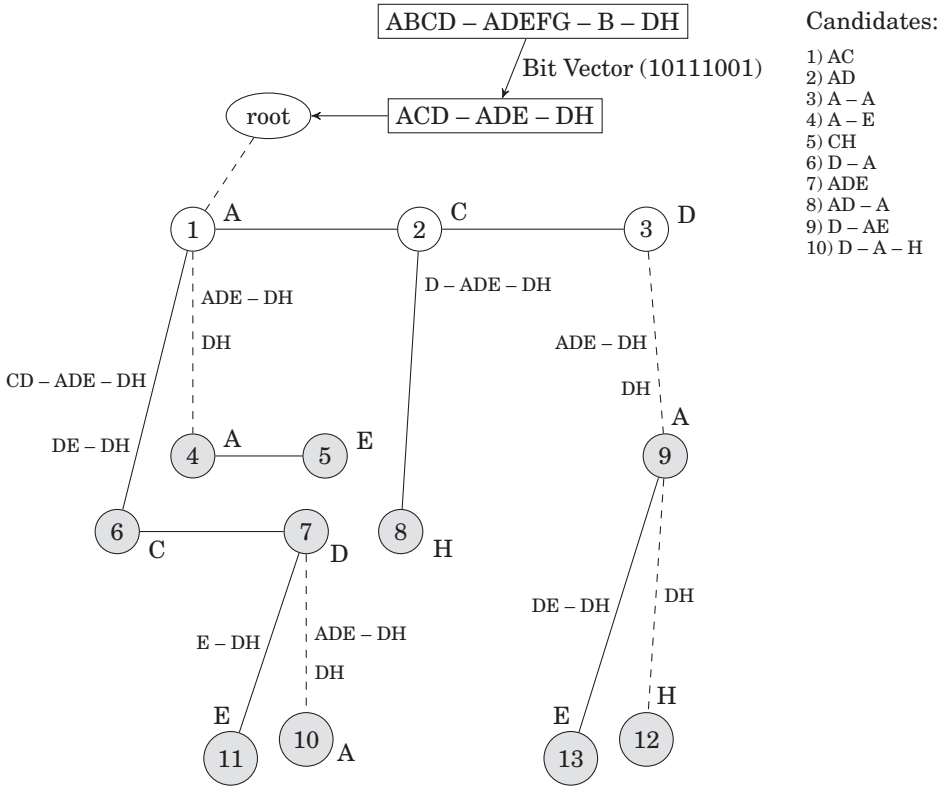 ABCD – ADEFG – B – DH
Candidates:
Bit Vector (10111001)
1) AC
2) AD
3) A – A
4) A – E
5) CH
6) D – A
7) ADE
8) AD – A
9) D – AE
10) D – A – H
root
ACD – ADE – DH
1
A
2
C
3
D
D – ADE – DH
ADE – DH
DH
ADE – DH
DH
CD – ADE – DH
DE – DH
4
A
5
E
A
9
6
C
7
D
8
H
DE – DH
DH
E – DH
ADE – DH
DH
E
11
10
A
E
13
H
12